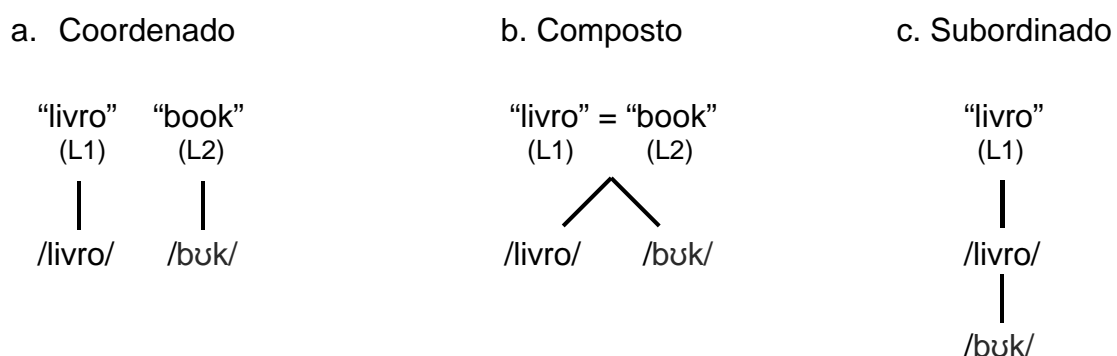 a. Coordenado b. Composto c. Subordinado
“livro” “book” “livro” = “book” “livro”
(L1) (L2) (L1) (L2) (L1)
/livro/ /bʊk/ /livro/ /bʊk/ /livro/
/bʊk/